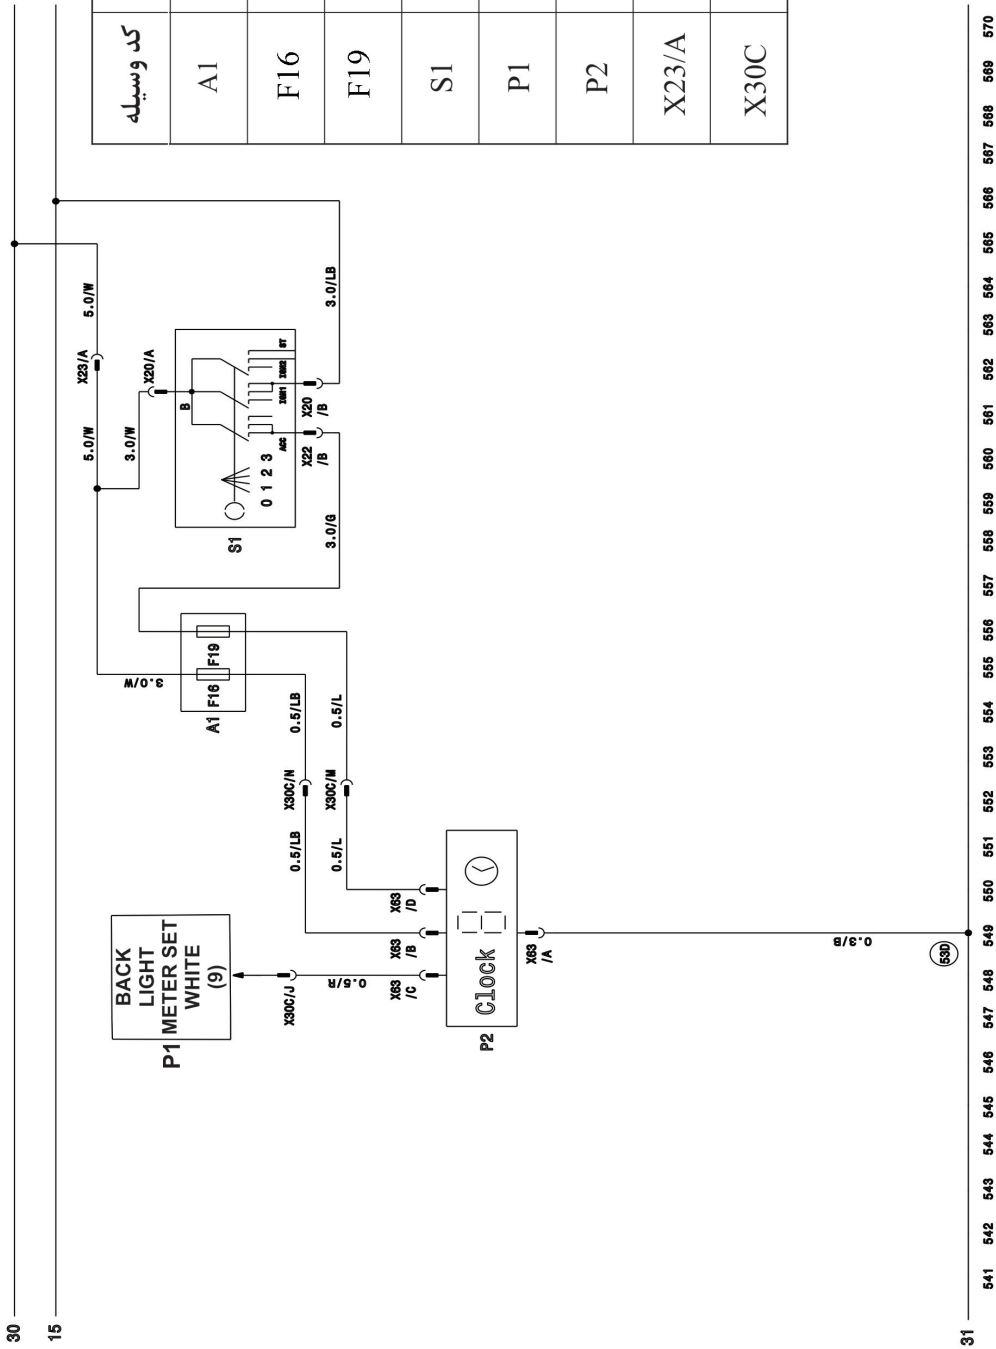 30
15
31
کد وسیله
A1
F16
F19
S1
P1
P2
X23/A
X30C
5.0/W
X23/A
5.0/W
3.0/W
X20/A
B
ACC
IGN1
IGN2
ST
0 1 2 3
S1
X22
/B
X20
/B
3.0/LB
3.0/G
3.0/W
A1
F16
F19
0.5/LB
0.5/L
X30C/N
X30C/M
0.5/LB
0.5/L
BACK
LIGHT
METER SET
WHITE
(9)
P1
X30C/J
0.5/R
X63
/C
X63
/B
X63
/D
Clock
P2
X63
/A
0.3/B
53D
541 542 543 544 545 546 547 548 549 550 551 552 553 554 555 556 557 558 559 560 561 562 563 564 565 566 567 568 569 570